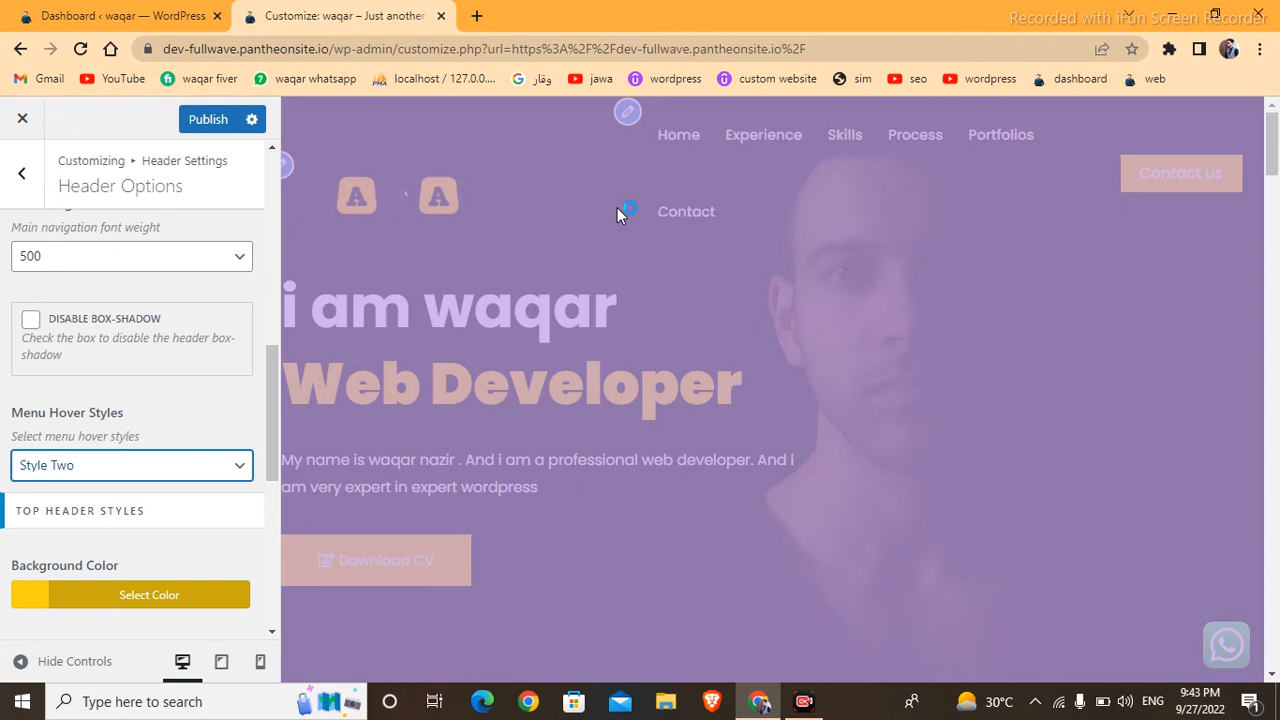 Dashboard ‹ waqar — WordPress
Customize: waqar – Just another
Recorded with iFun Screen Recorder
dev-fullwave.pantheonsite.io/wp-admin/customize.php?url=https%3A%2F%2Fdev-fullwave.pantheonsite.io%2F
Gmail
YouTube
waqar fiver
waqar whatsapp
localhost / 127.0.0....
وقار
jawa
wordpress
custom website
sim
seo
wordpress
dashboard
web
Publish
Customizing ▸ Header Settings
Header Options
Main navigation font weight
500
DISABLE BOX-SHADOW
Check the box to disable the header box-
shadow
Menu Hover Styles
Select menu hover styles
Style Two
TOP HEADER STYLES
Background Color
Select Color
Hide Controls
Home
Experience
Skills
Process
Portfolios
Contact
Contact us
A
A
i am waqar
Web Developer
My name is waqar nazir . And i am a professional web developer. And i
am very expert in expert wordpress
Download CV
Type here to search
30°C
ENG
9:43 PM
9/27/2022